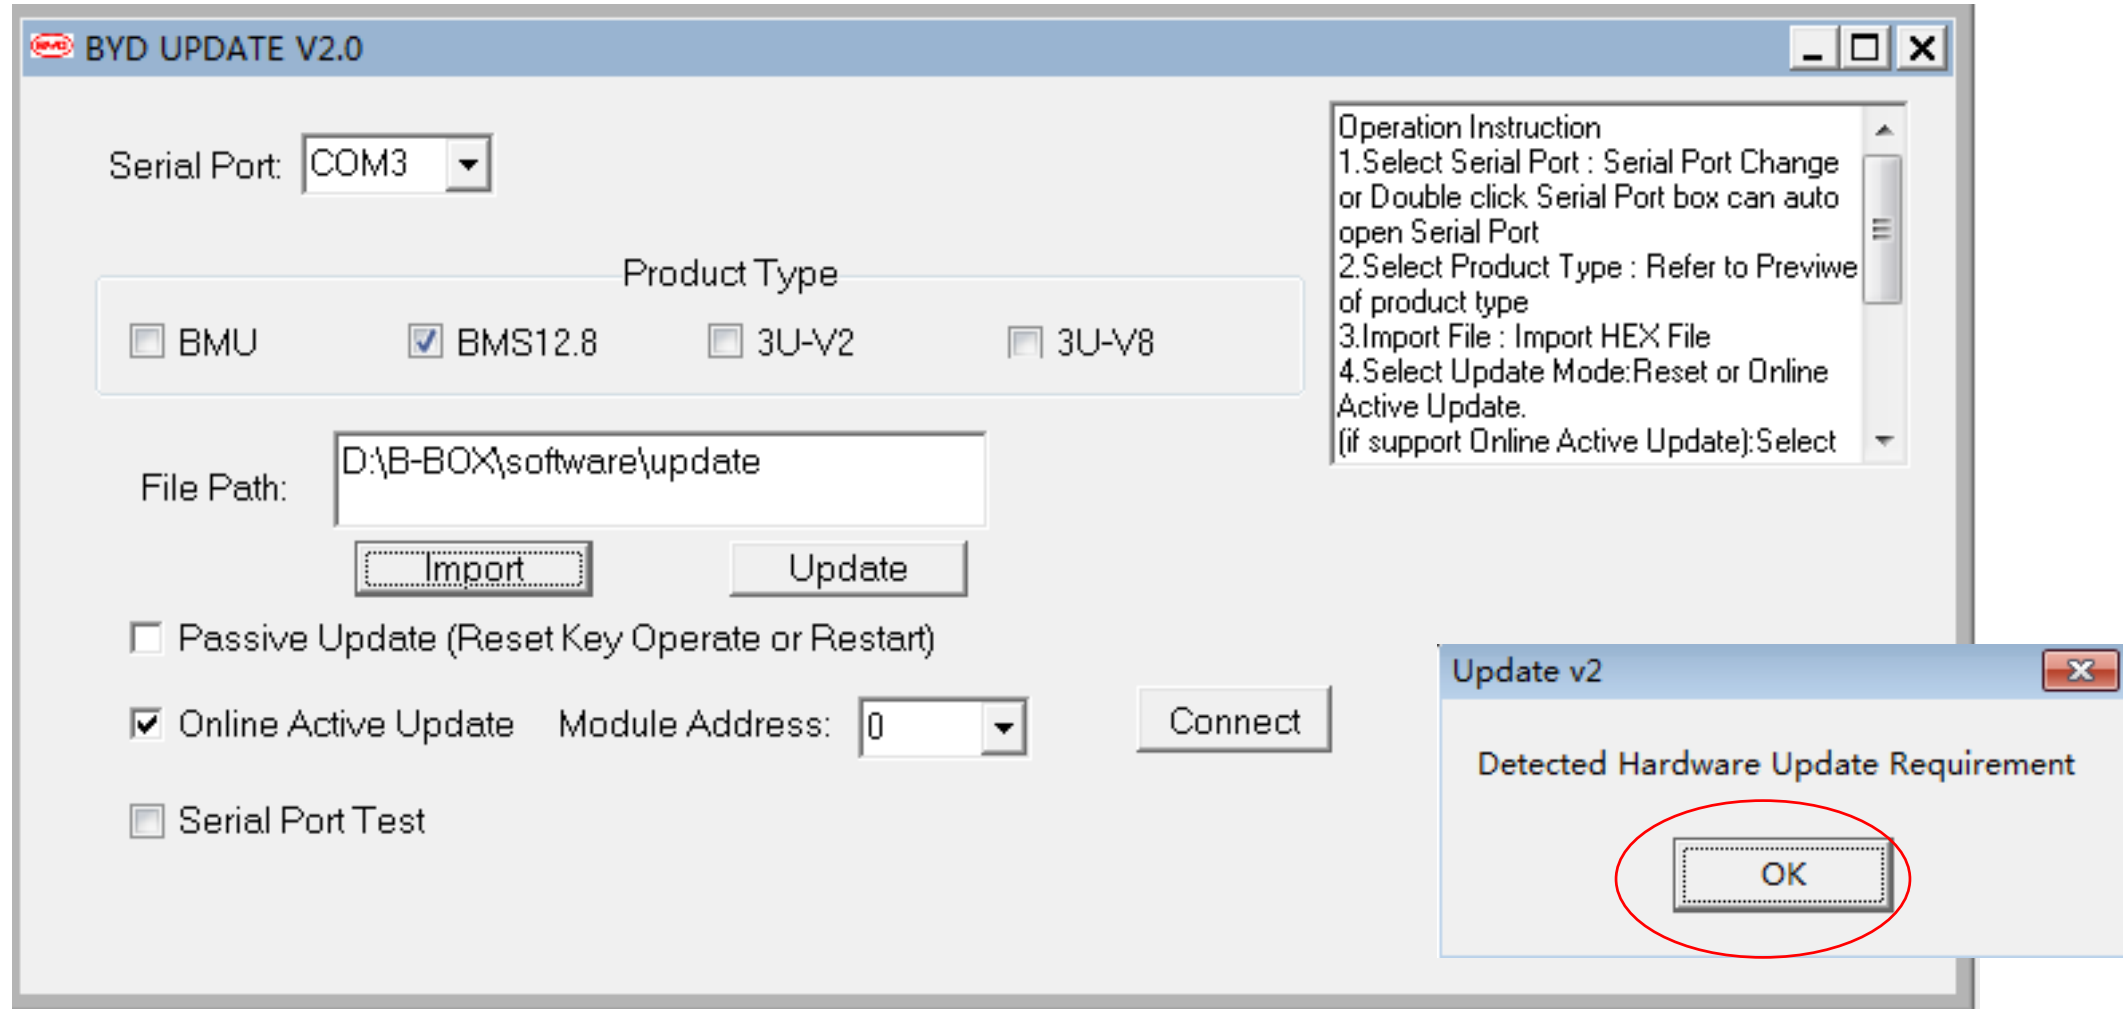 BYD UPDATE V2.0
Serial Port: COM3
Product Type
BMU BMS12.8 3U-V2 3U-V8
File Path: D:\B-BOX\software\update
Import Update
Passive Update (Reset Key Operate or Restart)
Online Active Update Module Address: 0 Connect
Serial Port Test
Operation Instruction
1.Select Serial Port : Serial Port Change
or Double click Serial Port box can auto
open Serial Port
2.Select Product Type : Refer to Previwe
of product type
3.Import File : Import HEX File
4.Select Update Mode:Reset or Online
Active Update.
(if support Online Active Update):Select
Update v2
Detected Hardware Update Requirement
OK